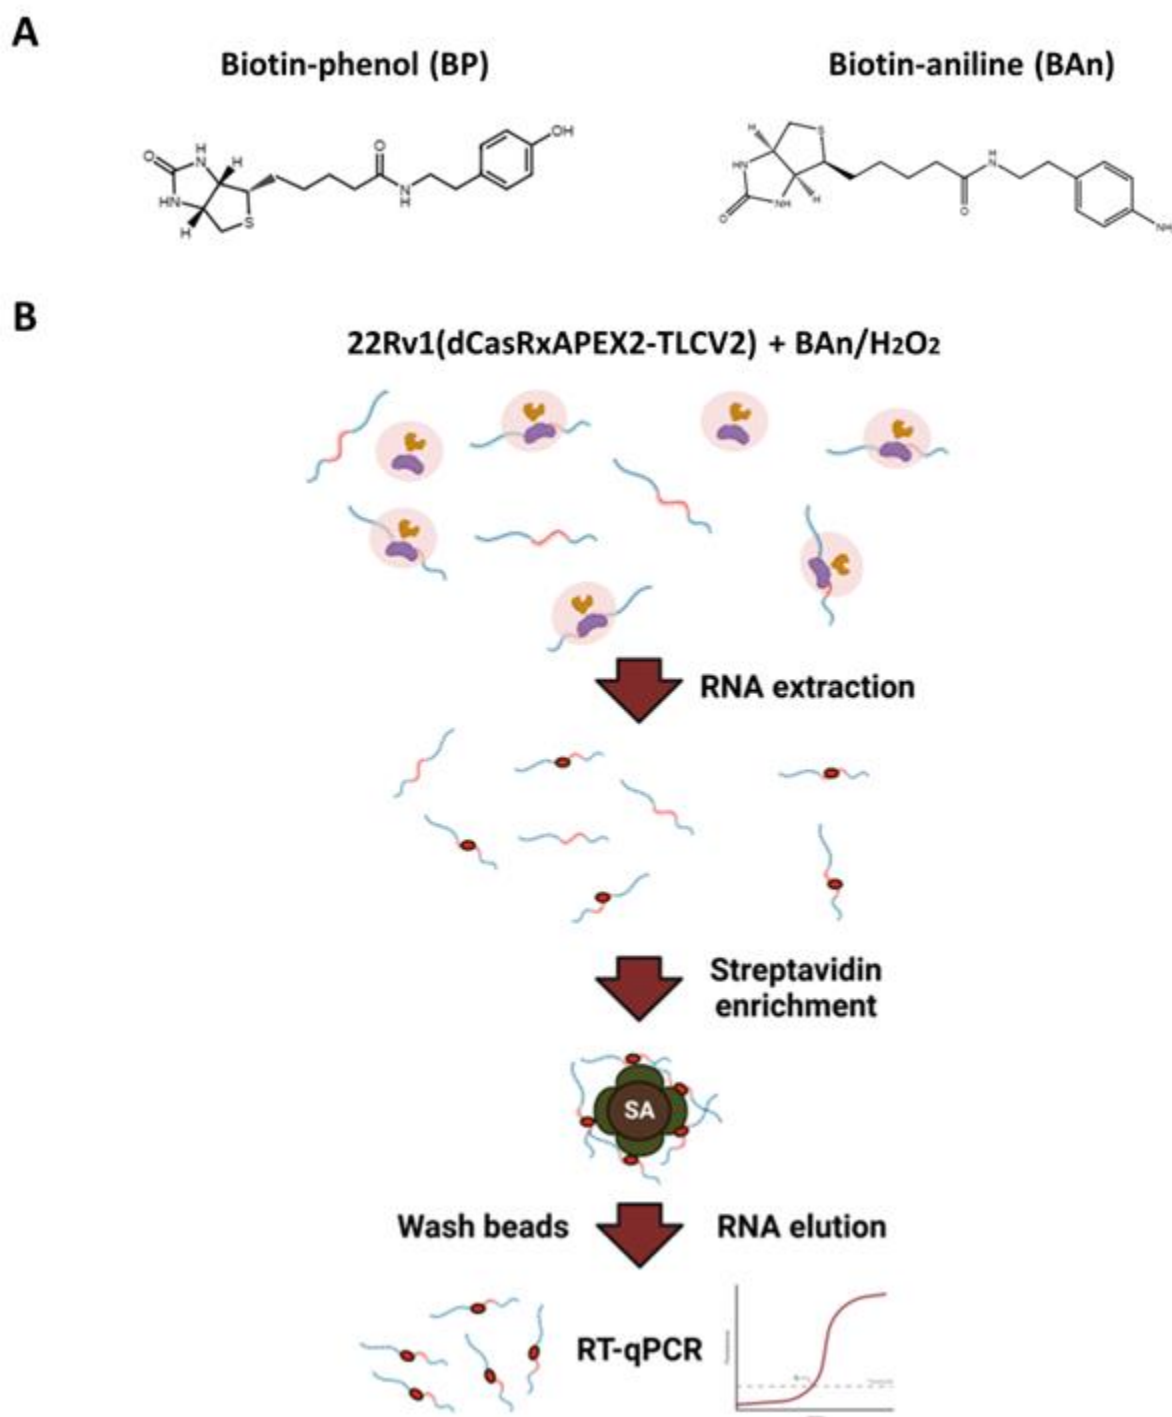 A
Biotin-phenol (BP)
Biotin-aniline (BAn)
O
H
N
H
HN
H
S
O
N
H
OH
H
S
HN
NH
H
O
O
H
N
NH
B
22Rv1(dCasRxAPEX2-TLCV2) + BAn/H2O2
RNA extraction
Streptavidin
enrichment
SA
Wash beads
RNA elution
RT-qPCR